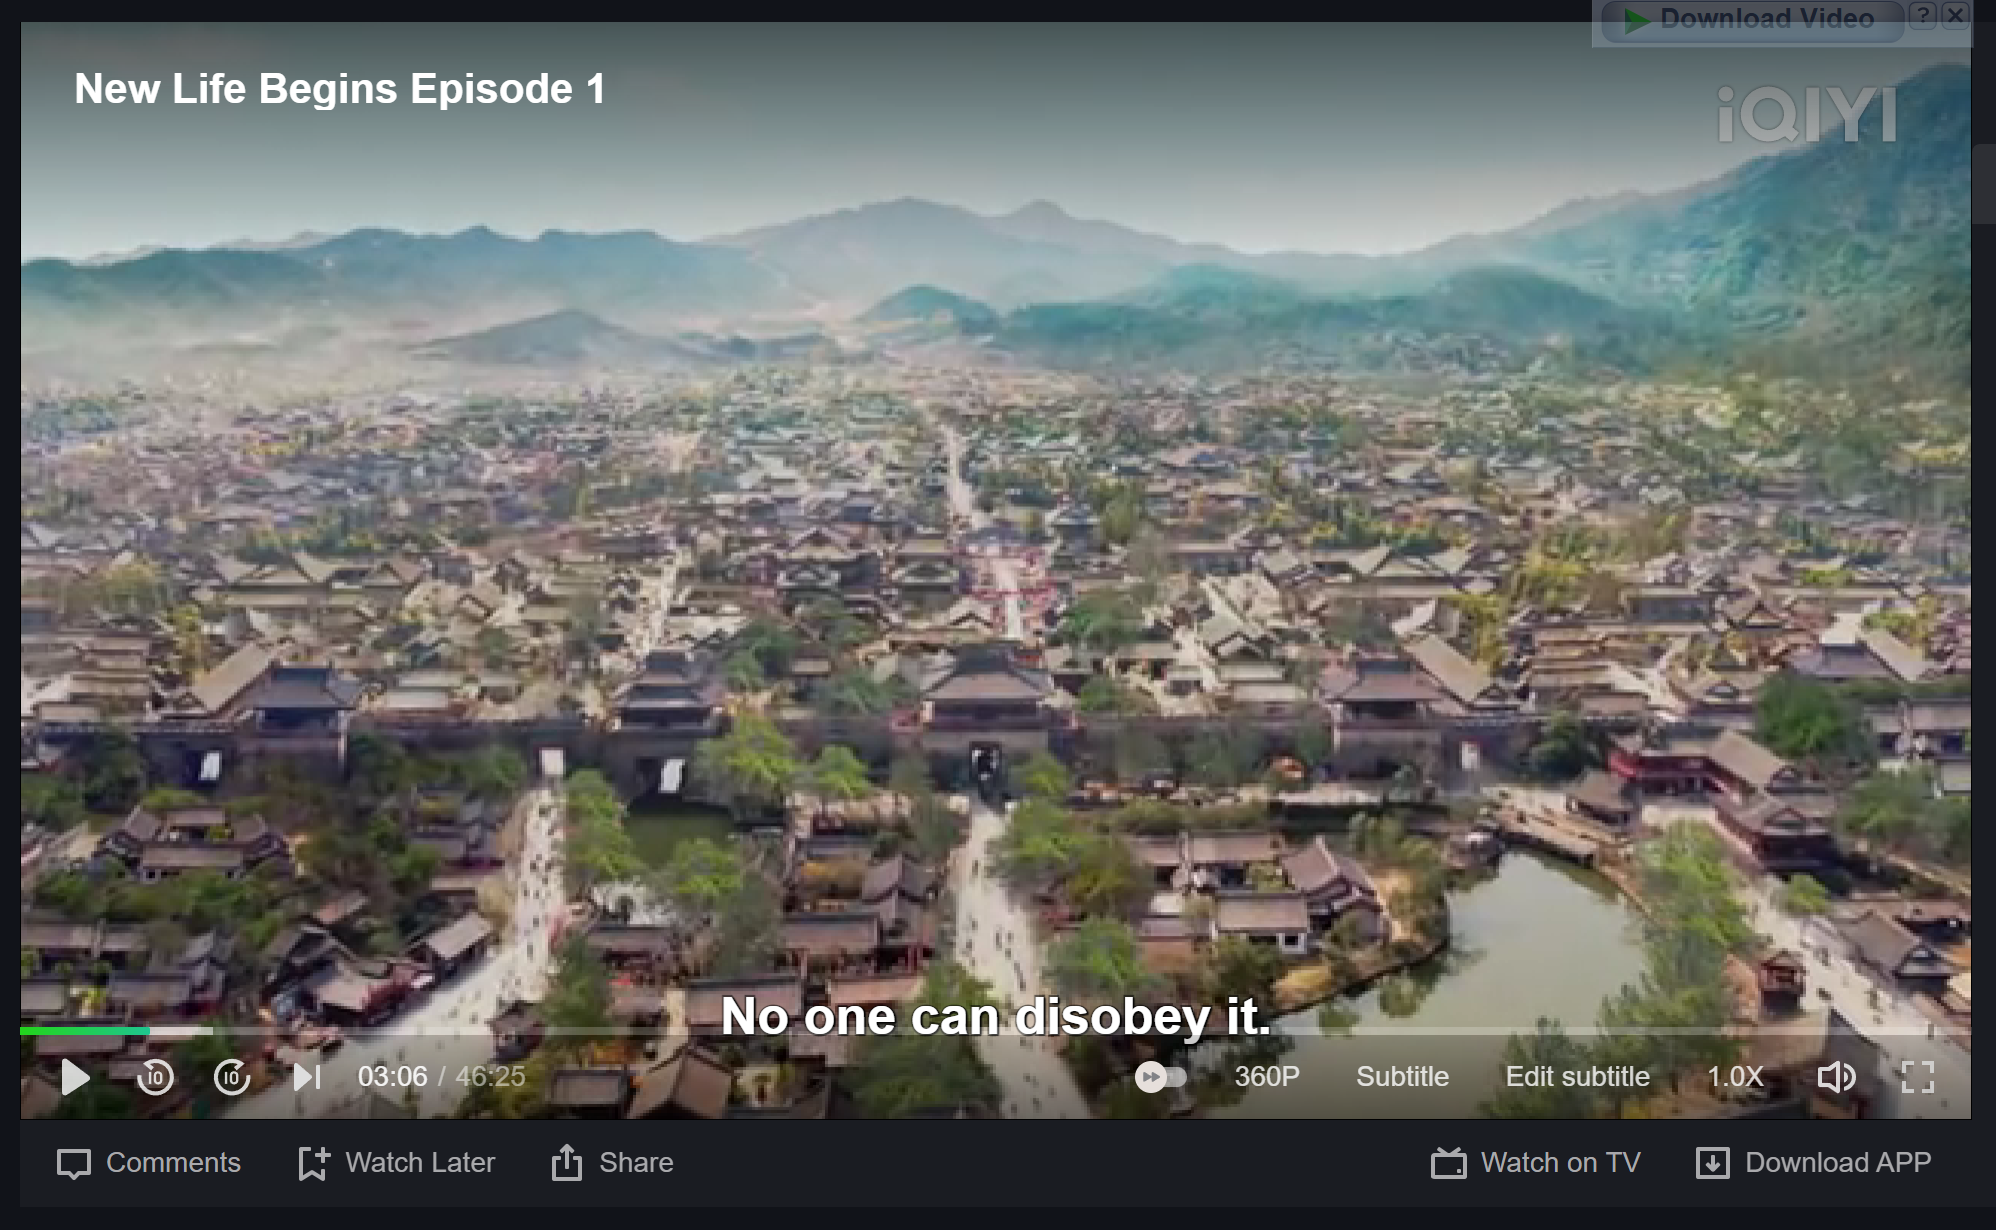 Download Video ? X
New Life Begins Episode 1
iQIYI
No one can disobey it.
10 10 03:06 / 46:25 360P Subtitle Edit subtitle 1.0X
Comments Watch Later Share Watch on TV Download APP